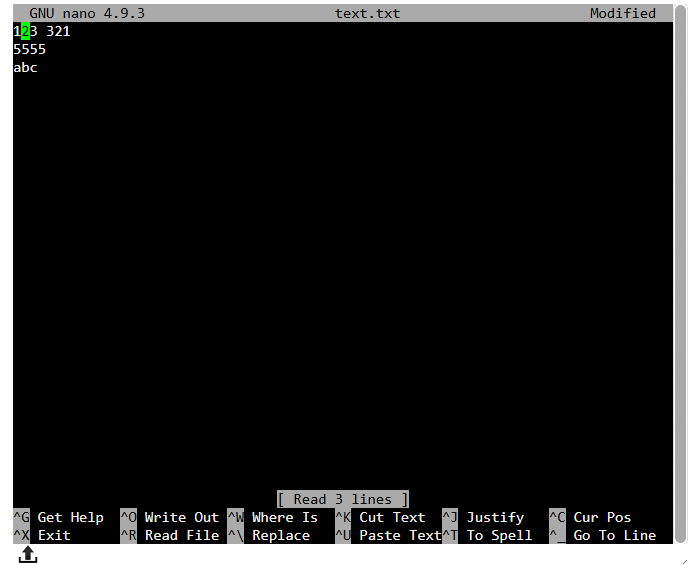 GNU nano 4.9.3 text.txt Modified
123 321
5555
abc
[ Read 3 lines ]
^G Get Help ^O Write Out ^W Where Is ^K Cut Text ^J Justify ^C Cur Pos
^X Exit ^R Read File ^\ Replace ^U Paste Text ^T To Spell ^_ Go To Line